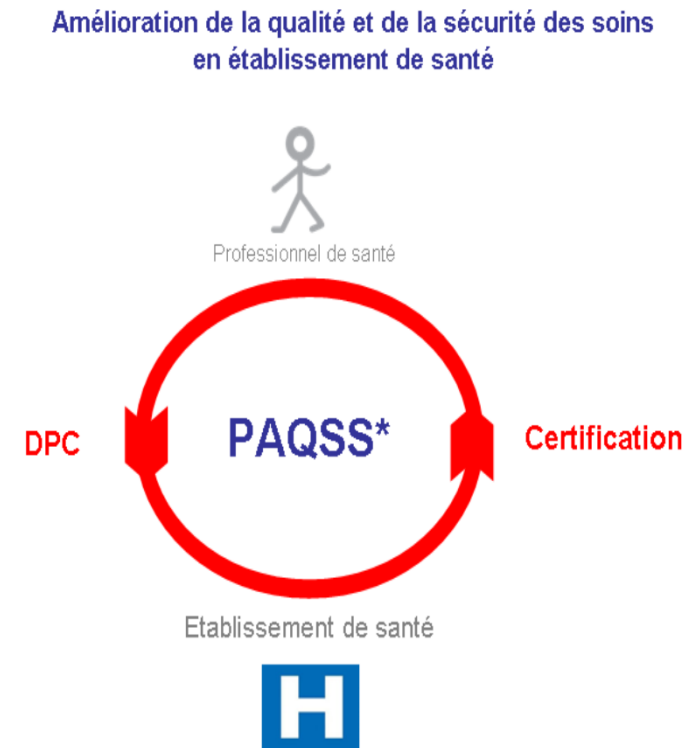 Amélioration de la qualité et de la sécurité des soins
en établissement de santé
Professionnel de santé
DPC
PAQSS*
Certification
Etablissement de santé
H